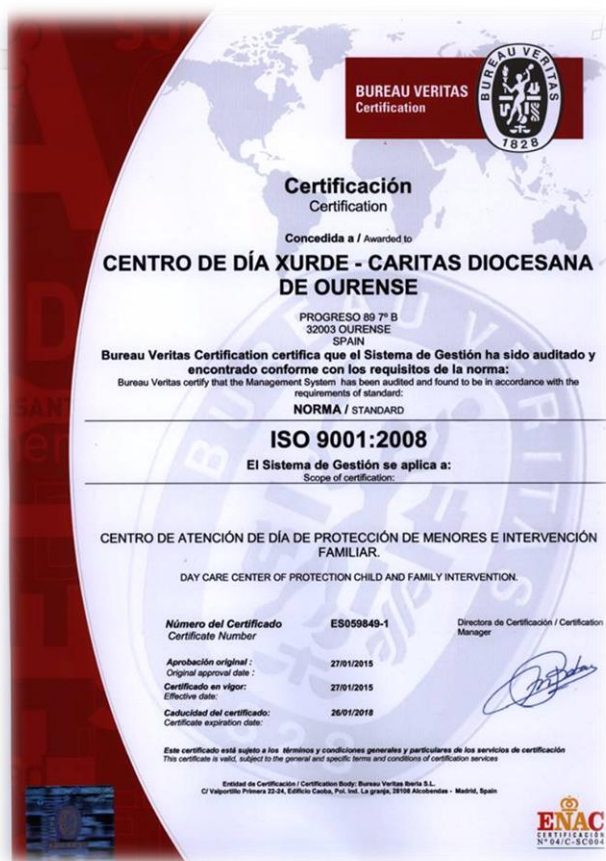 BUREAU VERITAS
Certification
BUREAU VERITAS
1828
Certificación
Certification
Concedida a / Awarded to
CENTRO DE DÍA XURDE - CARITAS DIOCESANA
DE OURENSE
PROGRESO 89 7º B
32003 OURENSE
SPAIN
Bureau Veritas Certification certifica que el Sistema de Gestión ha sido auditado y
encontrado conforme con los requisitos de la norma:
Bureau Veritas certify that the Management System has been audited and found to be in accordance with the
requirements of standard:
NORMA / STANDARD
ISO 9001:2008
El Sistema de Gestión se aplica a:
Scope of certification:
CENTRO DE ATENCIÓN DE DÍA DE PROTECCIÓN DE MENORES E INTERVENCIÓN
FAMILIAR.
DAY CARE CENTER OF PROTECTION CHILD AND FAMILY INTERVENTION.
Número del Certificado ES059849-1 Directora de Certificación / Certification
Certificate Number Manager
Aprobación original : 27/01/2015
Original approval date :
Certificado en vigor: 27/01/2015
Effective date:
Caducidad del certificado: 26/01/2018
Certificate expiration date:
Este certificado está sujeto a los términos y condiciones generales y particulares de los servicios de certificación
This certificate is valid, subject to the general and specific terms and conditions of certification services
Entidad de Certificación / Certification Body: Bureau Veritas Iberia S.L.
C/ Valportillo Primera 22-24, Edificio Caoba, Pol. Ind. La granja, 28108 Alcobendas - Madrid, Spain
ENAC
CERTIFICACIÓN
Nº 04/C-SC004